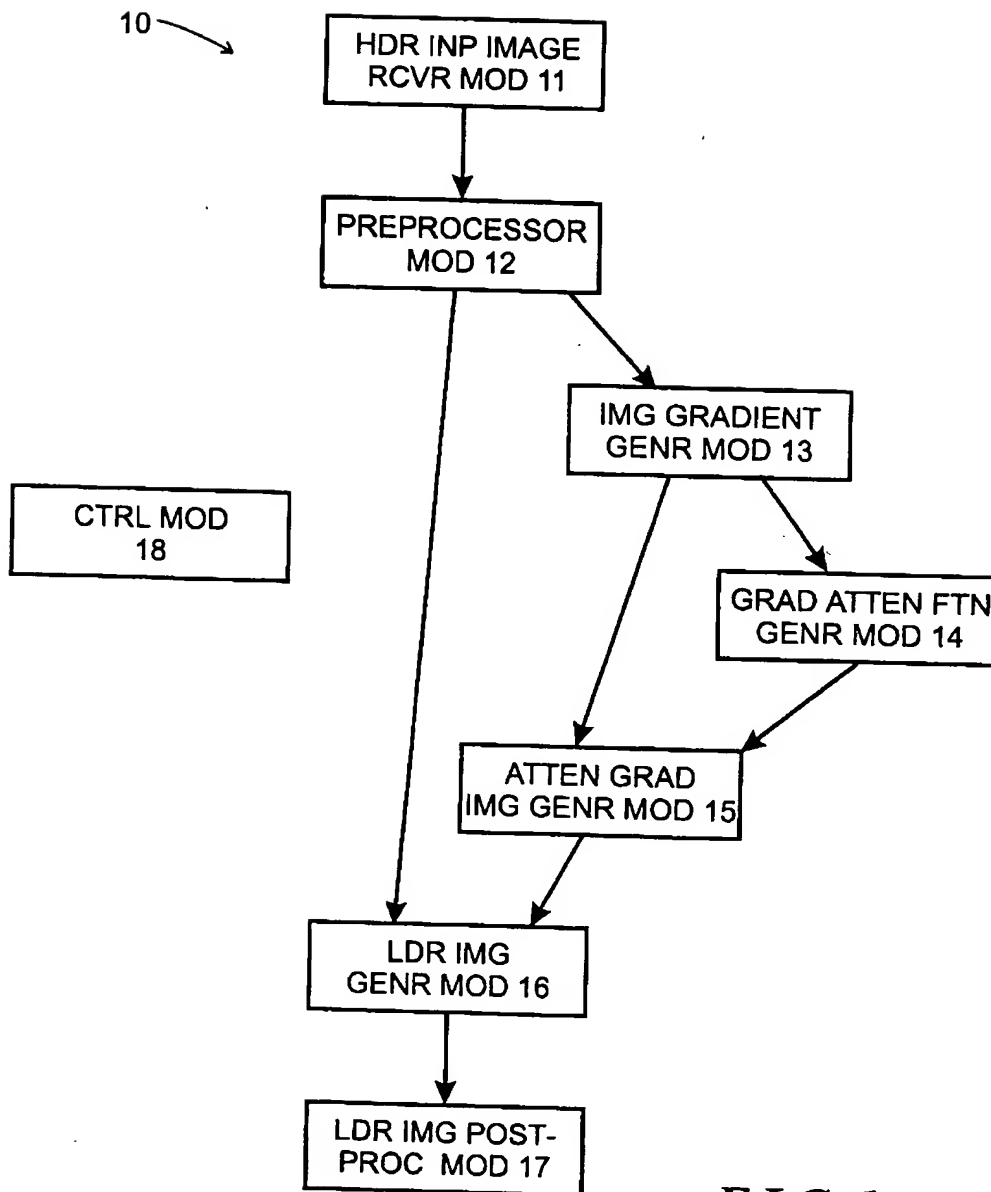 10
HDR INP IMAGE
RCVR MOD 11
PREPROCESSOR
MOD 12
IMG GRADIENT
GENR MOD 13
CTRL MOD
18
GRAD ATTEN FTN
GENR MOD 14
ATTEN GRAD
IMG GENR MOD 15
LDR IMG
GENR MOD 16
LDR IMG POST-
PROC MOD 17